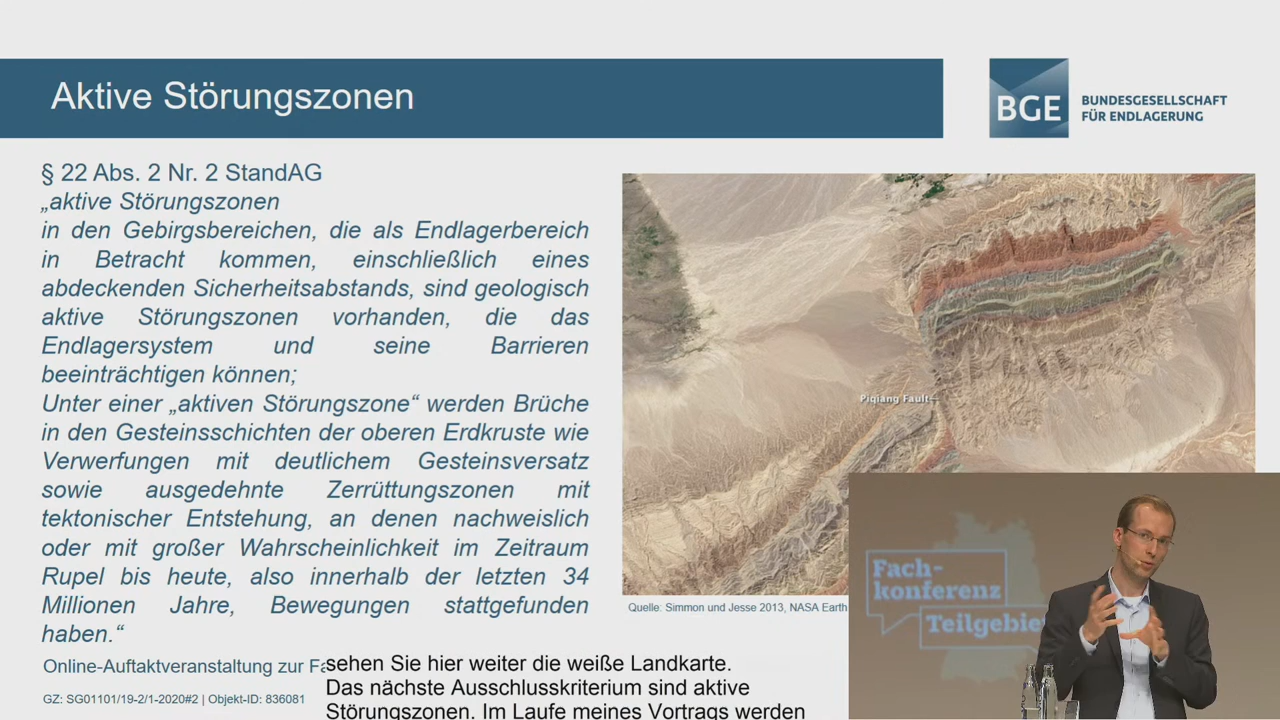 Aktive Störungszonen
BGE
BUNDESGESELLSCHAFT
FÜR ENDLAGERUNG
§ 22 Abs. 2 Nr. 2 StandAG
„aktive Störungszonen
in den Gebirgsbereichen, die als Endlagerbereich
in Betracht kommen, einschließlich eines
abdeckenden Sicherheitsabstands, sind geologisch
aktive Störungszonen vorhanden, die das
Endlagersystem und seine Barrieren
beeinträchtigen können;
Unter einer „aktiven Störungszone“ werden Brüche
in den Gesteinsschichten der oberen Erdkruste wie
Verwerfungen mit deutlichem Gesteinsversatz
sowie ausgedehnte Zerrüttungszonen mit
tektonischer Entstehung, an denen nachweislich
oder mit großer Wahrscheinlichkeit im Zeitraum
Rupel bis heute, also innerhalb der letzten 34
Millionen Jahre, Bewegungen stattgefunden
haben.“
Piqiang Fault
Quelle: Simmon und Jesse 2013, NASA Earth
Fach-
konferenz
Teilgebie
Online-Auftaktveranstaltung zur Fa
GZ: SG01101/19-2/1-2020#2 | Objekt-ID: 836081
sehen Sie hier weiter die weiße Landkarte.
Das nächste Ausschlusskriterium sind aktive
Störungszonen. Im Laufe meines Vortrags werden